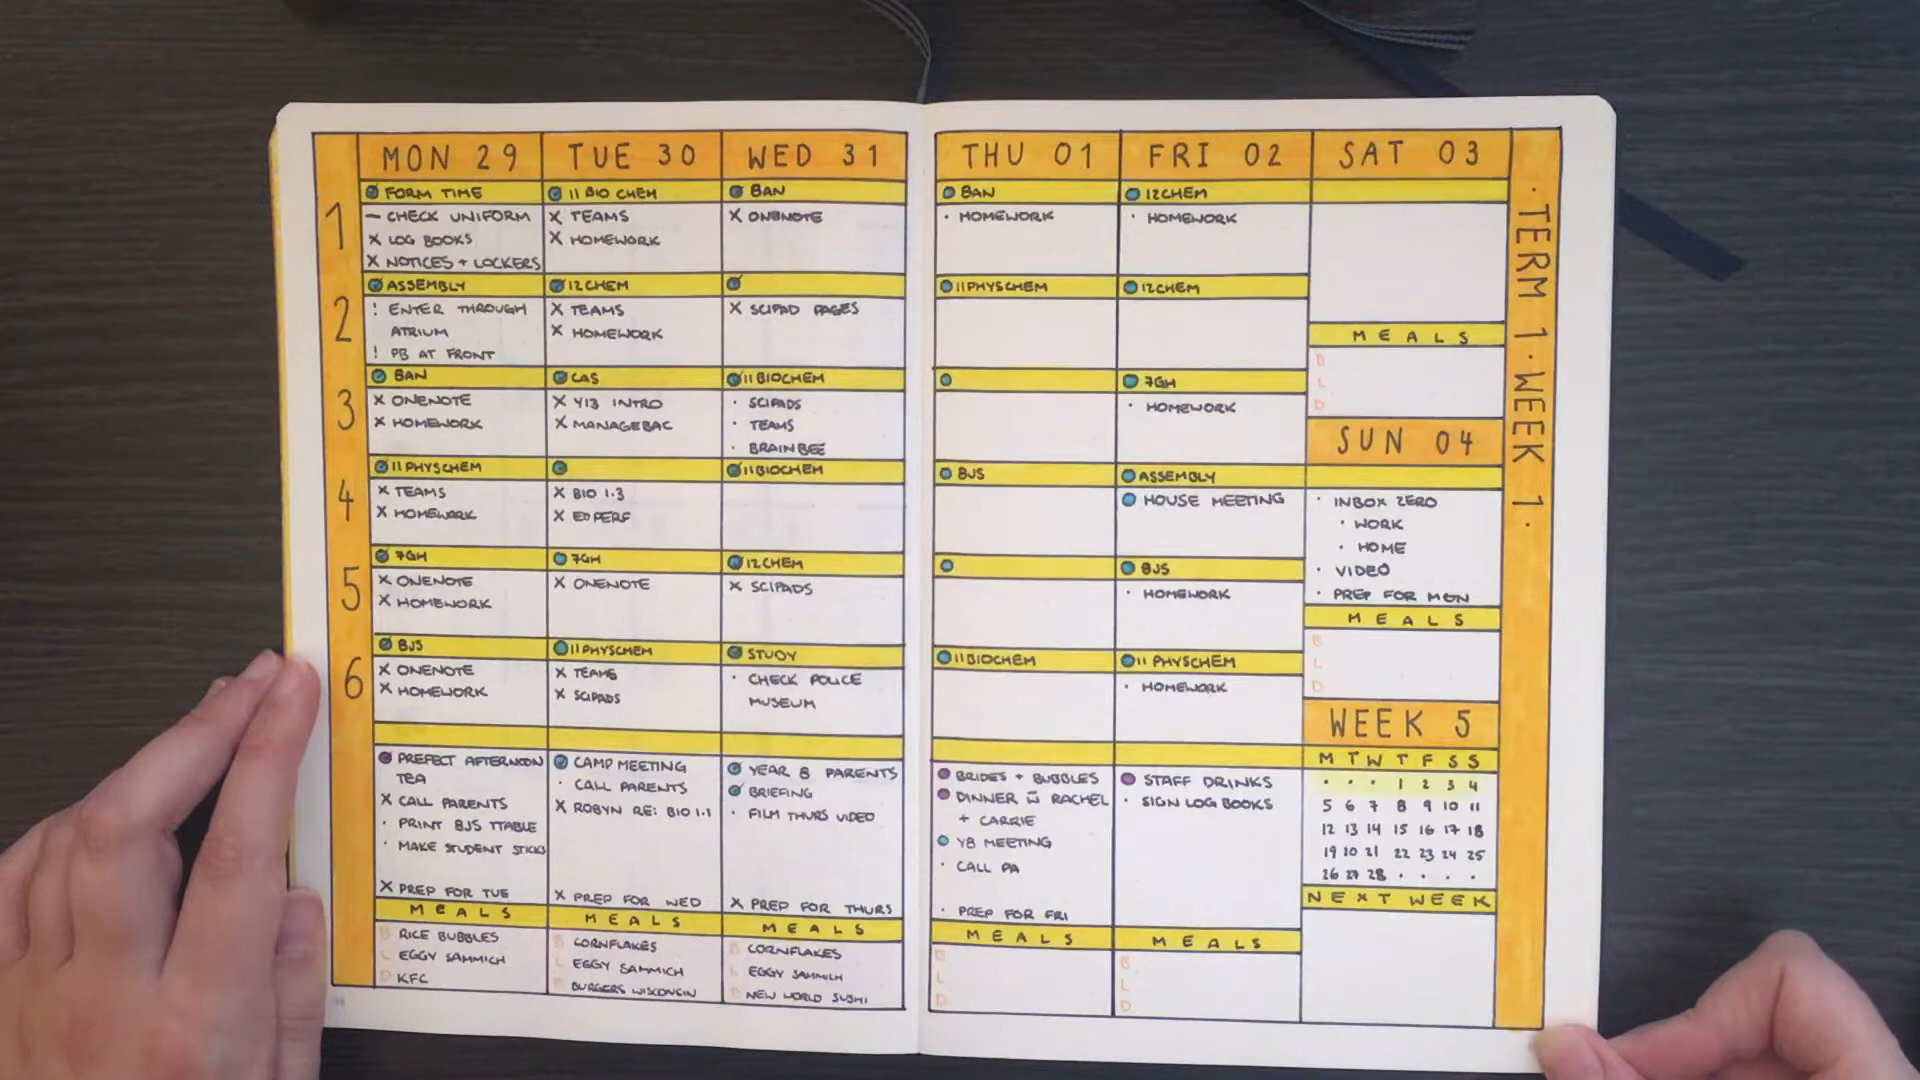 MON 29
1
FORM TIME
– CHECK UNIFORM
X LOG BOOKS
X NOTICES + LOCKERS
2
ASSEMBLY
! ENTER THROUGH
ATRIUM
! PB AT FRONT
3
BAN
X ONENOTE
X HOMEWORK
4
11PHYSCHEM
X TEAMS
X HOMEWORK
5
7GH
X ONENOTE
X HOMEWORK
6
BJS
X ONENOTE
X HOMEWORK
PREFECT AFTERNOON
TEA
X CALL PARENTS
· PRINT BJS TTABLE
· MAKE STUDENT STICKS
X PREP FOR TUE
MEALS
B RICE BUBBLES
L EGGY SAMMICH
D KFC
TUE 30
11 BIO CHEM
X TEAMS
X HOMEWORK
12CHEM
X TEAMS
X HOMEWORK
CAS
X Y13 INTRO
X MANAGEBAC
X BIO 1.3
X EDPERF
7GH
X ONENOTE
11PHYSCHEM
X TEAMS
X SCIPADS
CAMP MEETING
· CALL PARENTS
X ROBYN RE: BIO 1.1
X PREP FOR WED
MEALS
B CORNFLAKES
L EGGY SAMMICH
D BURGERS WISCONSIN
WED 31
BAN
X ONENOTE
X SCIPAD PAGES
11BIOCHEM
· SCIPADS
· TEAMS
· BRAINBEE
11BIOCHEM
12CHEM
X SCIPADS
STUDY
· CHECK POLICE
MUSEUM
YEAR 8 PARENTS
BRIEFING
· FILM THURS VIDEO
X PREP FOR THURS
MEALS
B CORNFLAKES
L EGGY SAMMICH
D NEW WORLD SUSHI
THU 01
BAN
· HOMEWORK
11PHYSCHEM
BJS
11BIOCHEM
BRIDES + BUBBLES
DINNER w̄ RACHEL
+ CARRIE
Y8 MEETING
· CALL PA
· PREP FOR FRI
MEALS
B
L
D
FRI 02
12CHEM
· HOMEWORK
12CHEM
7GH
· HOMEWORK
ASSEMBLY
HOUSE MEETING
BJS
· HOMEWORK
11 PHYSCHEM
· HOMEWORK
STAFF DRINKS
· SIGN LOG BOOKS
MEALS
B
L
D
SAT 03
MEALS
B
L
D
SUN 04
· INBOX ZERO
· WORK
· HOME
· VIDEO
· PREP FOR MON
MEALS
B
L
D
WEEK 5
M T W T F S S
· · · 1 2 3 4
5 6 7 8 9 10 11
12 13 14 15 16 17 18
19 20 21 22 23 24 25
26 27 28 · · · ·
NEXT WEEK
· TERM 1 · WEEK 1 ·